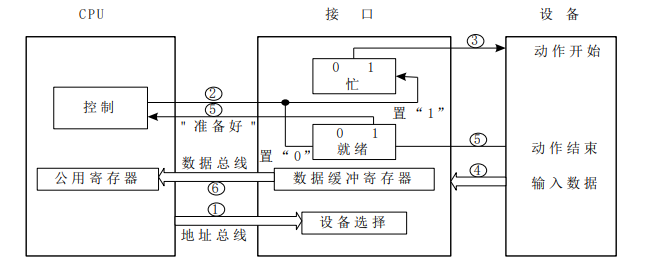 CPU 接口 设备
③
0 1 动作开始
忙
②
控制
⑤ 置“1”
"准备好" 0 1
⑤
就绪 动作结束
数据总线 置“0”
④
公用寄存器 数据缓冲寄存器 输入数据
⑥
①
设备选择
地址总线